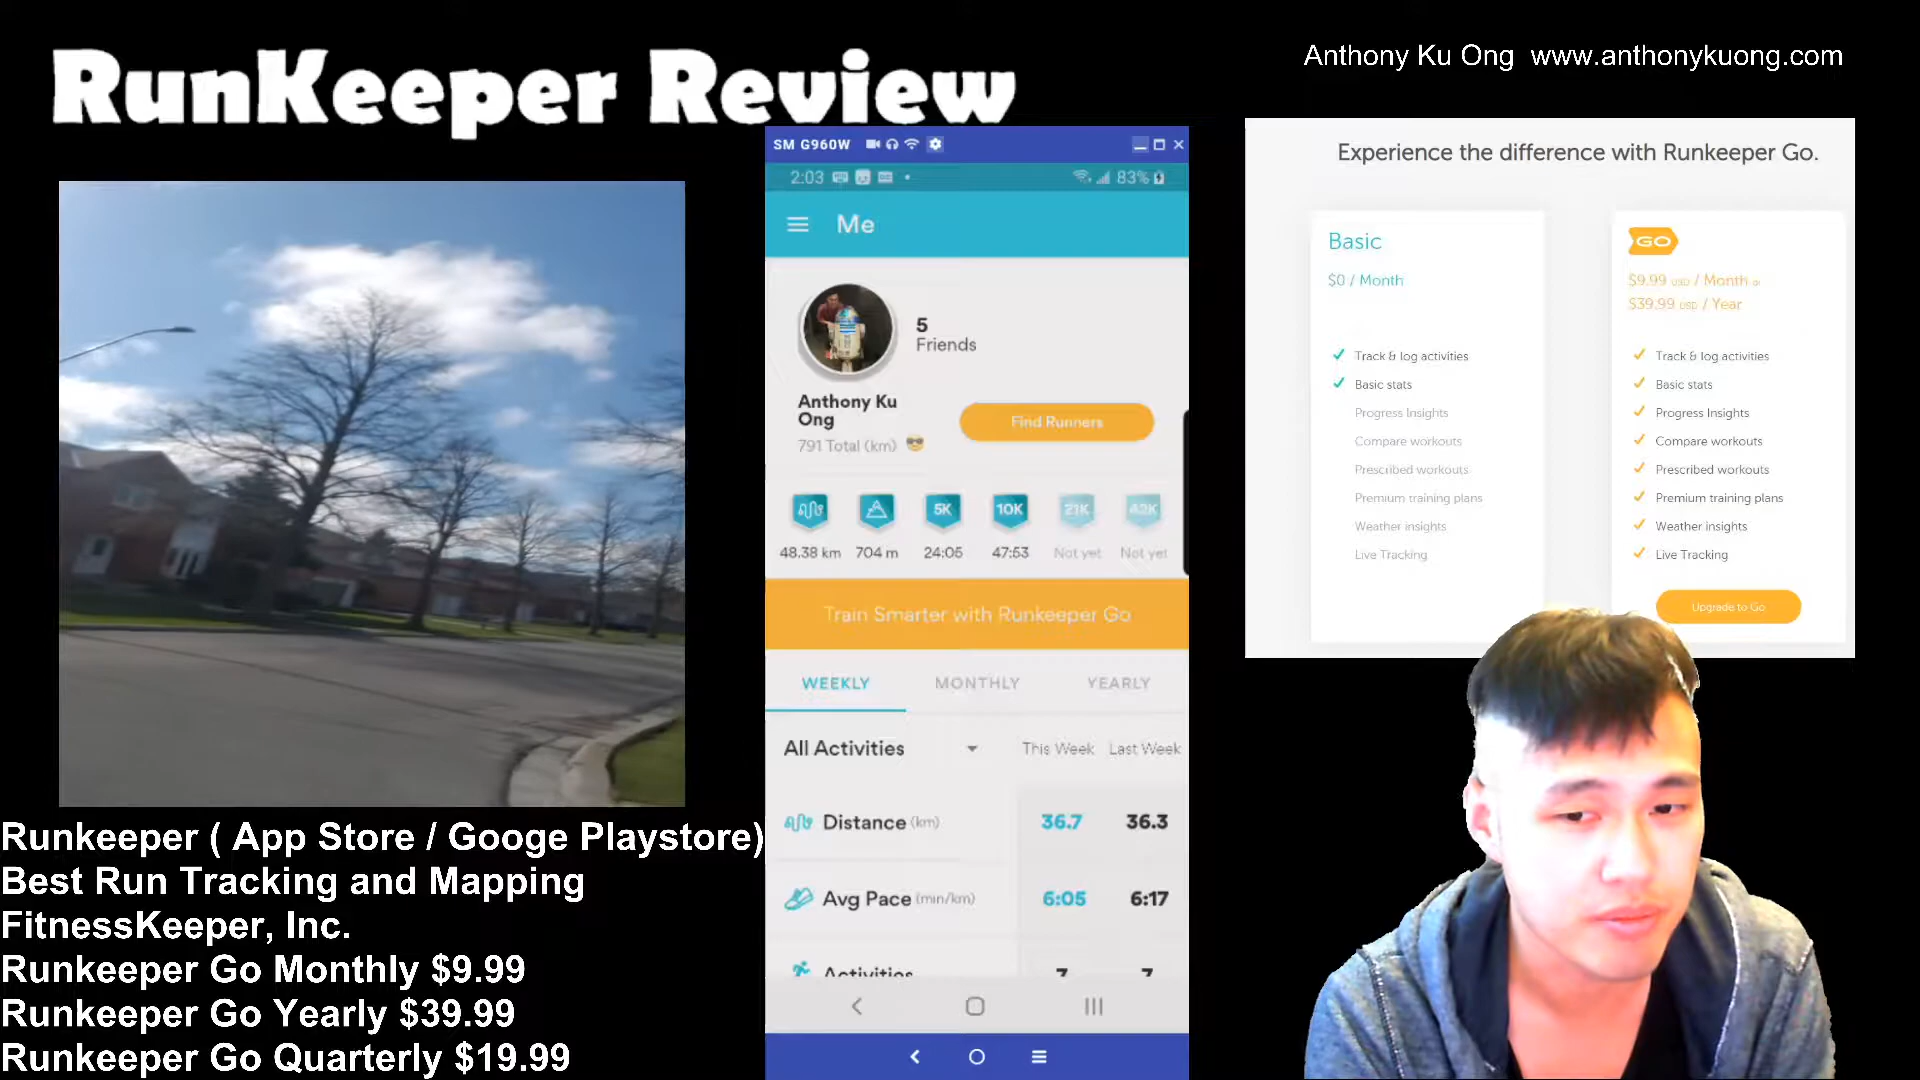 RunKeeper Review
Anthony Ku Ong www.anthonykuong.com
SM G960W
2:03
83%
Me
5
Friends
Anthony Ku
Ong
791 Total (km)
Find Runners
5K
10K
21K
42K
48.38 km
704 m
24:05
47:53
Not yet
Not yet
Train Smarter with Runkeeper Go
WEEKLY
MONTHLY
YEARLY
All Activities
This Week
Last Week
Distance (km)
36.7
36.3
Avg Pace (min/km)
6:05
6:17
Activities
7
7
Experience the difference with Runkeeper Go.
Basic
$0 / Month
Track & log activities
Basic stats
Progress Insights
Compare workouts
Prescribed workouts
Premium training plans
Weather insights
Live Tracking
GO
$9.99 USD / Month or
$39.99 USD / Year
Track & log activities
Basic stats
Progress Insights
Compare workouts
Prescribed workouts
Premium training plans
Weather insights
Live Tracking
Upgrade to Go
Runkeeper ( App Store / Googe Playstore)
Best Run Tracking and Mapping
FitnessKeeper, Inc.
Runkeeper Go Monthly $9.99
Runkeeper Go Yearly $39.99
Runkeeper Go Quarterly $19.99